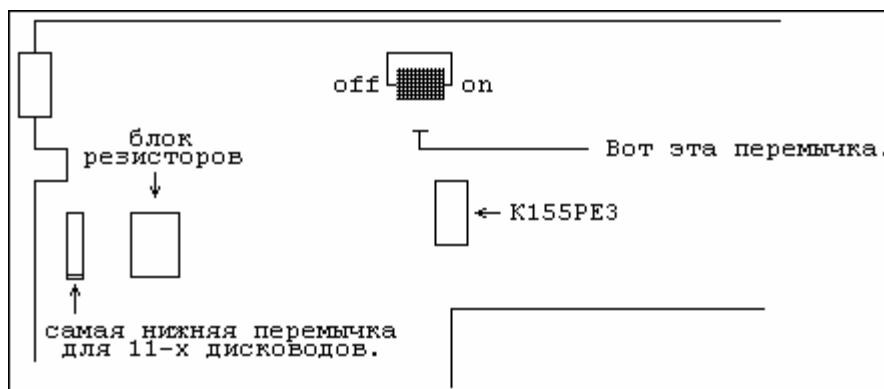 off on
блок
резисторов
Вот эта перемычка.
К155РЕ3
самая нижняя перемычка
для 11-х дисководов.